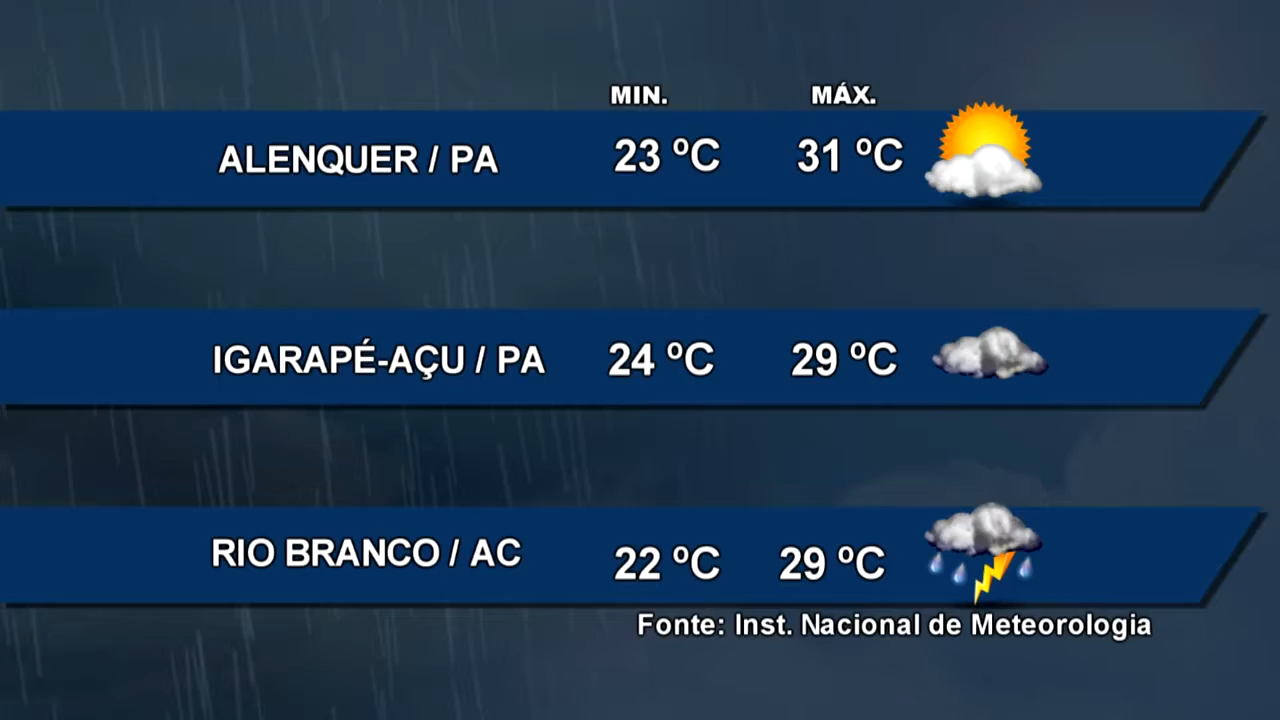 MIN. MÁX.
ALENQUER / PA 23 ºC 31 ºC
IGARAPÉ-AÇU / PA 24 ºC 29 ºC
RIO BRANCO / AC 22 ºC 29 ºC
Fonte: Inst. Nacional de Meteorologia